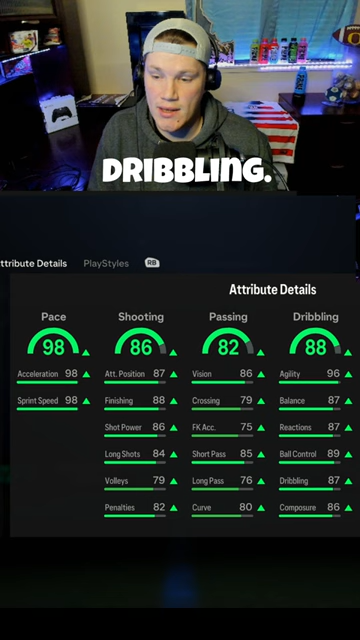 DRIBBLING.
ttribute Details PlayStyles RB
Attribute Details
Pace Shooting Passing Dribbling
98 86 82 88
Acceleration 98 Att. Position 87 Vision 86 Agility 96
Sprint Speed 98 Finishing 88 Crossing 79 Balance 87
Shot Power 86 FK Acc. 75 Reactions 87
Long Shots 84 Short Pass 85 Ball Control 89
Volleys 79 Long Pass 76 Dribbling 87
Penalties 82 Curve 80 Composure 86